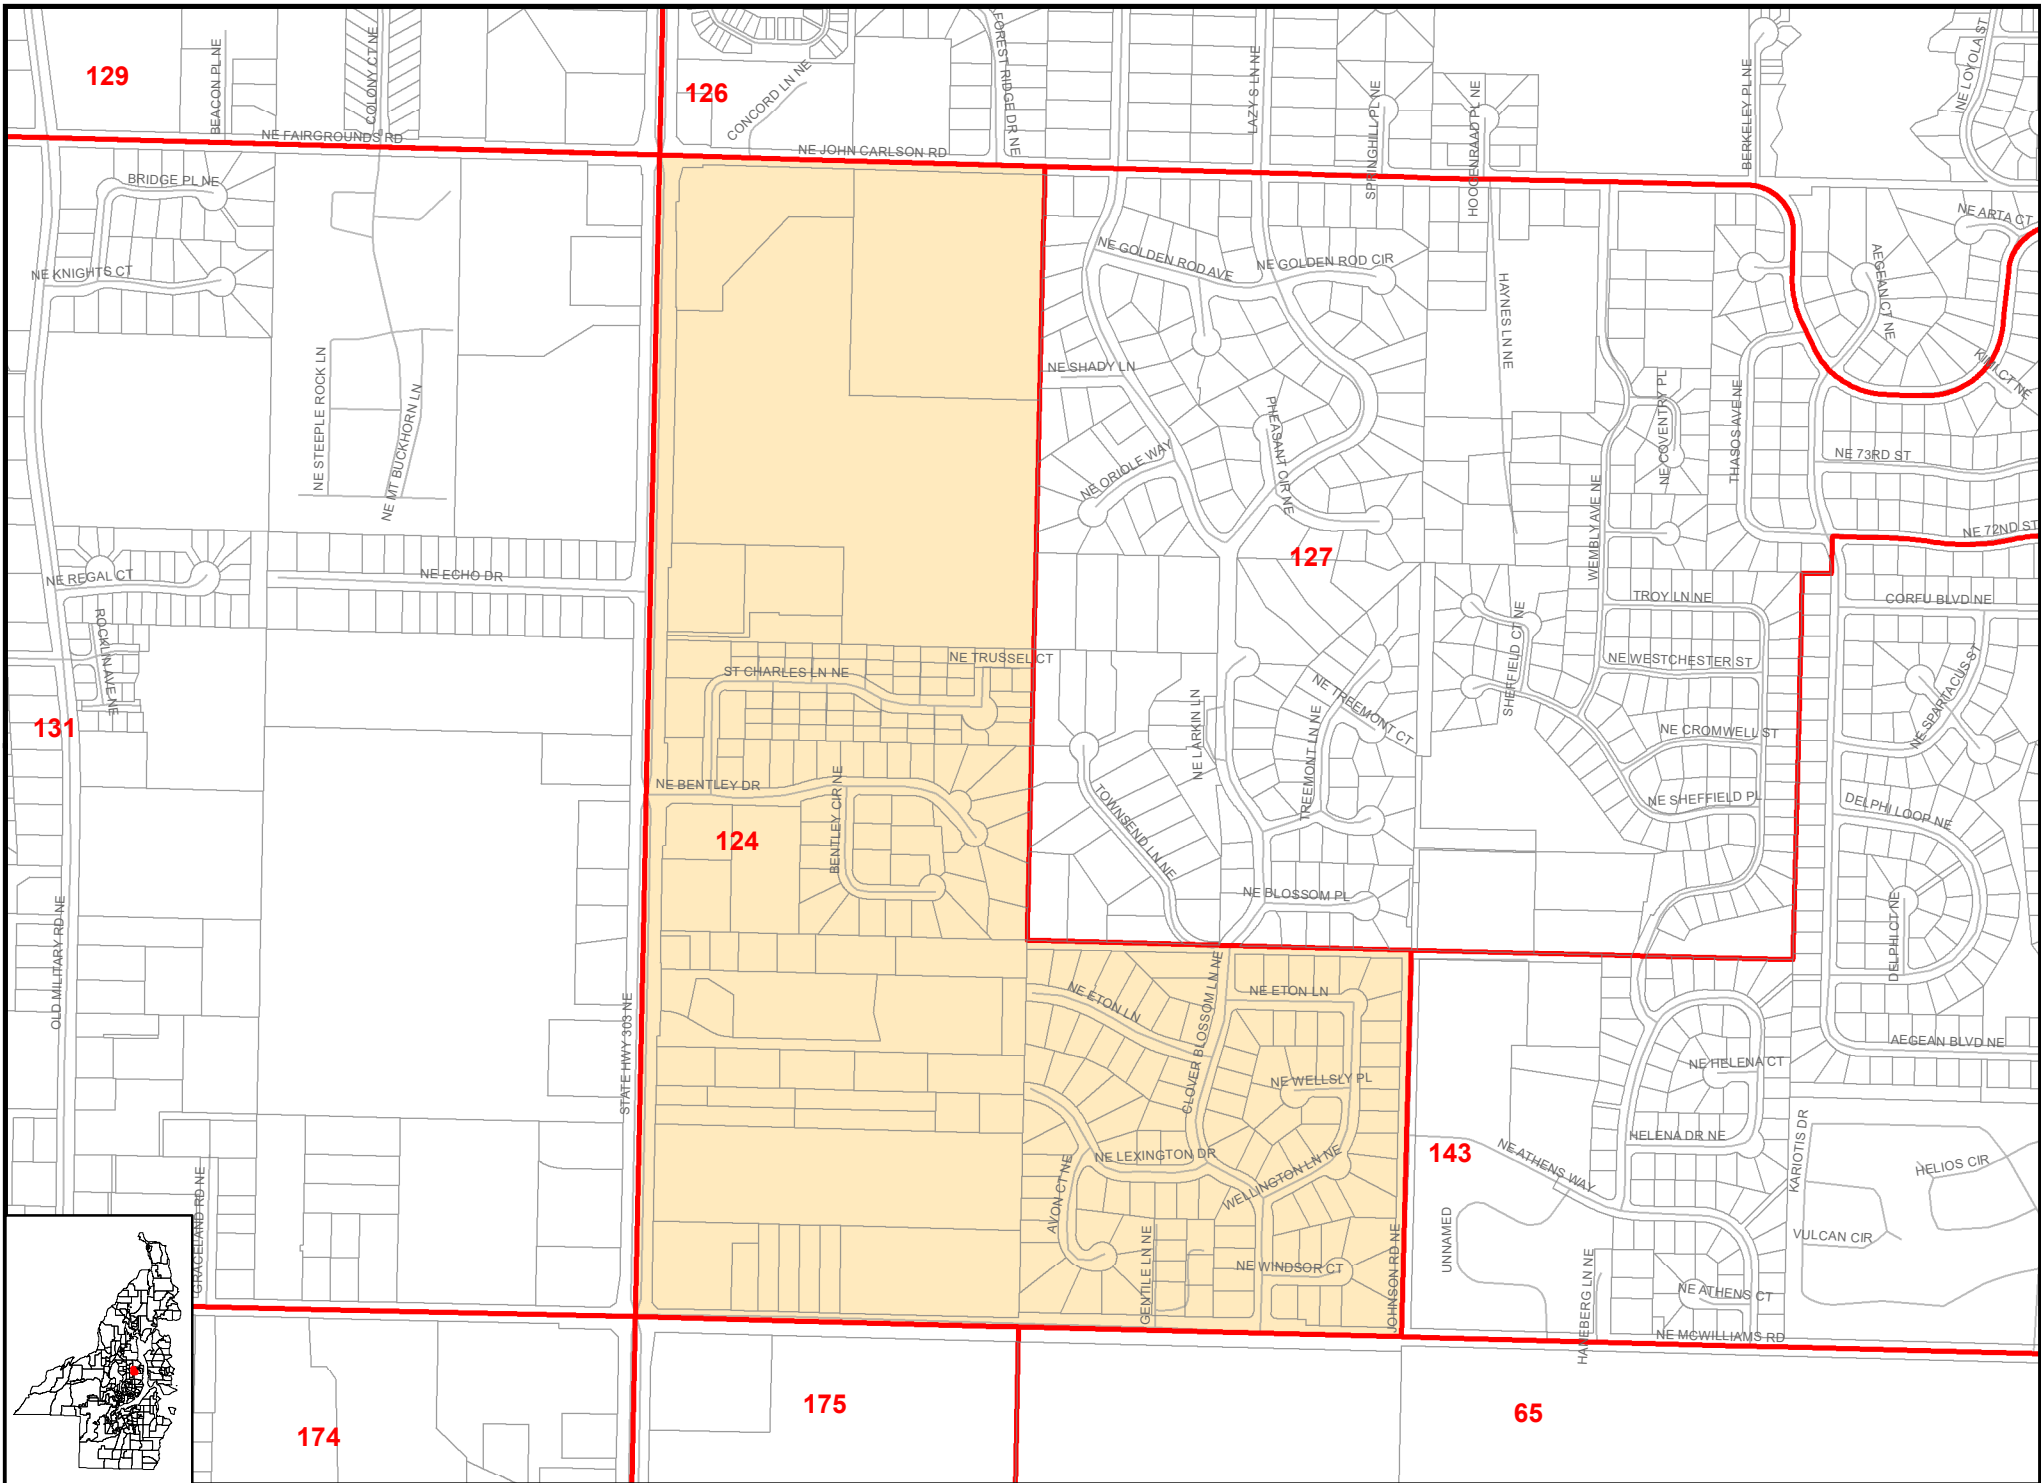 129
BEACON PL NE
COLONY CT NE
126
CONCORD LN NE
FOREST RIDGE DR NE
LAZY S LN NE
SPRINGHILL PL NE
HOOGENRAAD PL NE
BERKELEY PL NE
NE LOYOLA ST
NE FAIRGROUNDS RD
NE JOHN CARLSON RD
BRIDGE PL NE
NE KNIGHTS CT
NE STEEPLE ROCK LN
NE MT BUCKHORN LN
NE GOLDEN ROD AVE
NE GOLDEN ROD CIR
NE SHADY LN
NE ORIOLE WAY
PHEASANT CIR NE
HAYNES LN NE
WEMBLY AVE NE
NE COVENTRY PL
THASOS AVE NE
AEGEAN CT NE
NE ARTA CT
KIMI CT NE
NE 73RD ST
NE 72ND ST
127
NE REGAL CT
NE ECHO DR
ROCKLIN AVE NE
131
OLD MILITARY RD NE
ST CHARLES LN NE
NE TRUSSEL CT
NE BENTLEY DR
124
BENTLEY CIR NE
STATE HWY 303 NE
NE LARKIN LN
TOWNSEND LN NE
NE TREEMONT CT
TREEMONT LN NE
NE BLOSSOM PL
SHEFFIELD CT NE
TROY LN NE
NE WESTCHESTER ST
NE CROMWELL ST
NE SHEFFIELD PL
CORFU BLVD NE
NE SPARTACUS ST
DELPHI LOOP NE
DELPHI CT NE
AEGEAN BLVD NE
NE ETON LN
NE ETON LN
CLOVER BLOSSOM LN NE
NE WELLSLY PL
NE LEXINGTON DR
WELLINGTON LN NE
AVON CT NE
GENTILE LN NE
NE WINDSOR CT
JOHNSON RD NE
143
UNNAMED
NE ATHENS WAY
NE HELENA CT
HELENA DR NE
KARIOTIS DR
HELIOS CIR
VULCAN CIR
HANEBERG LN NE
NE ATHENS CT
NE MCWILLIAMS RD
GRACELAND RD NE
174
175
65